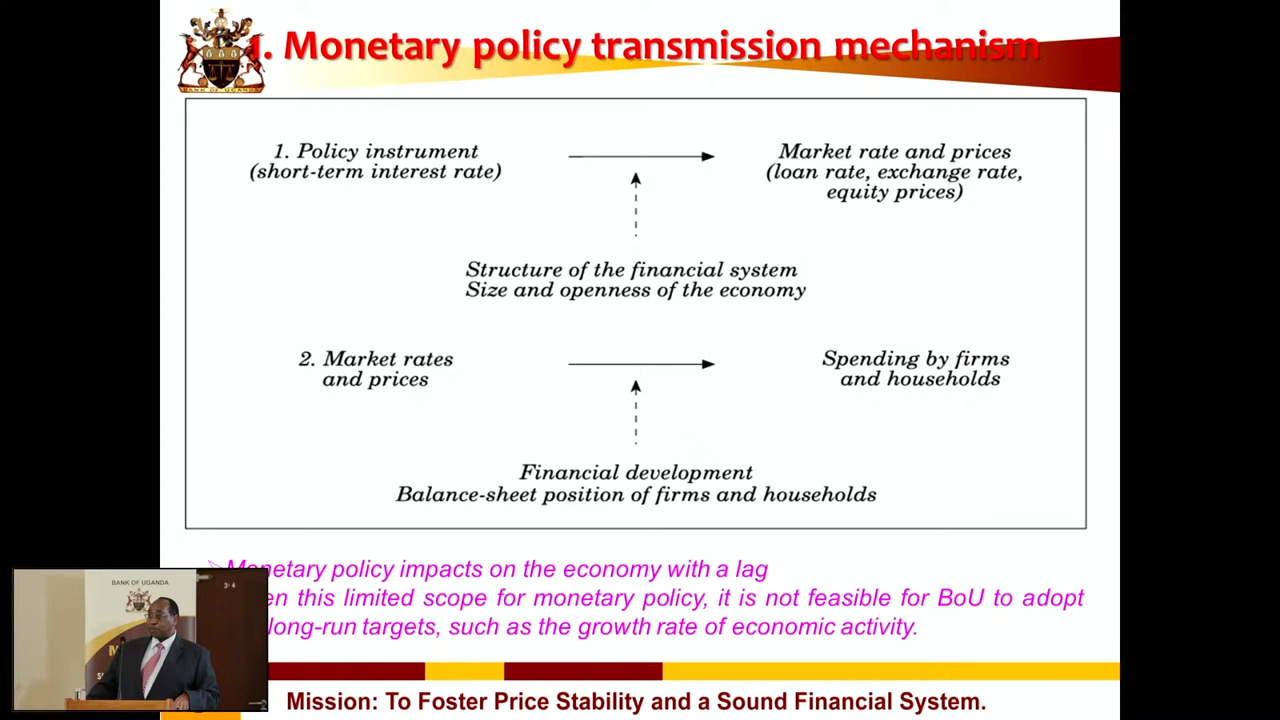 1. Monetary policy transmission mechanism
BANK OF UGANDA
1. Policy instrument
(short-term interest rate)
Market rate and prices
(loan rate, exchange rate,
equity prices)
Structure of the financial system
Size and openness of the economy
2. Market rates
and prices
Spending by firms
and households
Financial development
Balance-sheet position of firms and households
Monetary policy impacts on the economy with a lag
this limited scope for monetary policy, it is not feasible for BoU to adopt
long-run targets, such as the growth rate of economic activity.
BANK OF UGANDA
Mission: To Foster Price Stability and a Sound Financial System.